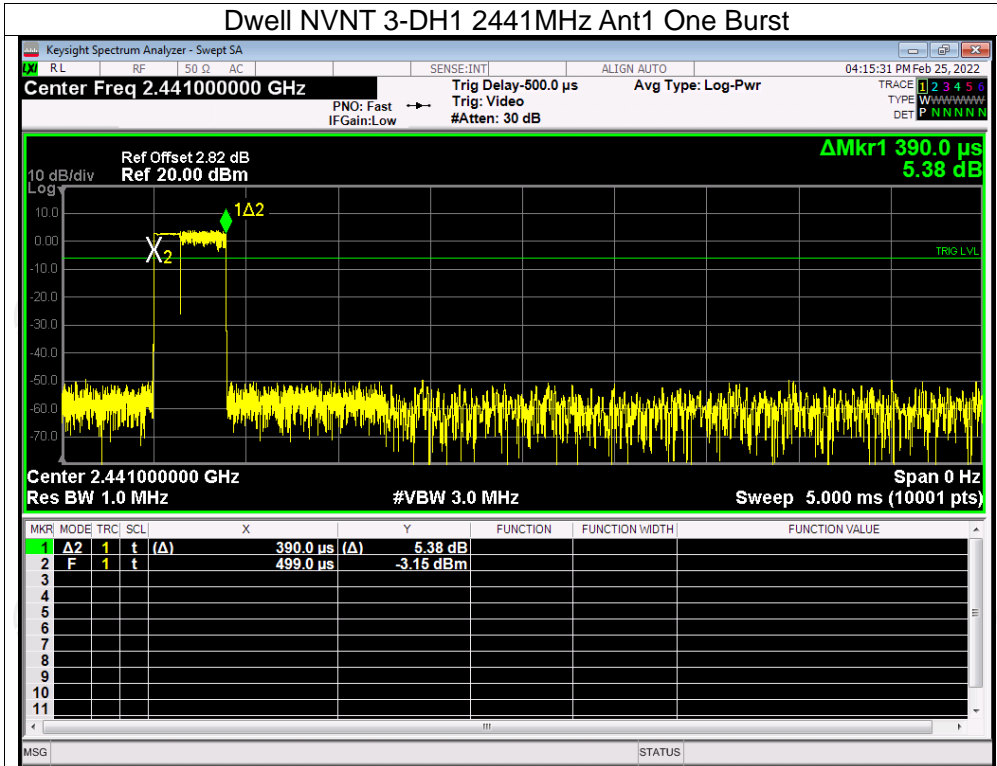 Dwell NVNT 3-DH1 2441MHz Ant1 One Burst
Keysight Spectrum Analyzer - Swept SA
LXI RL RF 50 Ω AC SENSE:INT ALIGN AUTO 04:15:31 PM Feb 25, 2022
Center Freq 2.441000000 GHz Trig Delay-500.0 µs Avg Type: Log-Pwr TRACE 1 2 3 4 5 6
PNO: Fast Trig: Video TYPE WWWWWW
IFGain:Low #Atten: 30 dB DET P N N N N N
ΔMkr1 390.0 µs
5.38 dB
Ref Offset 2.82 dB
10 dB/div Ref 20.00 dBm
Log
10.0
0.00
-10.0
-20.0
-30.0
-40.0
-50.0
-60.0
-70.0
1Δ2
X2
TRIG LVL
Center 2.441000000 GHz Span 0 Hz
Res BW 1.0 MHz #VBW 3.0 MHz Sweep 5.000 ms (10001 pts)
MKR MODE TRC SCL X Y FUNCTION FUNCTION WIDTH FUNCTION VALUE
1 Δ2 1 t (Δ) 390.0 µs (Δ) 5.38 dB
2 F 1 t 499.0 µs -3.15 dBm
3
4
5
6
7
8
9
10
11
MSG STATUS